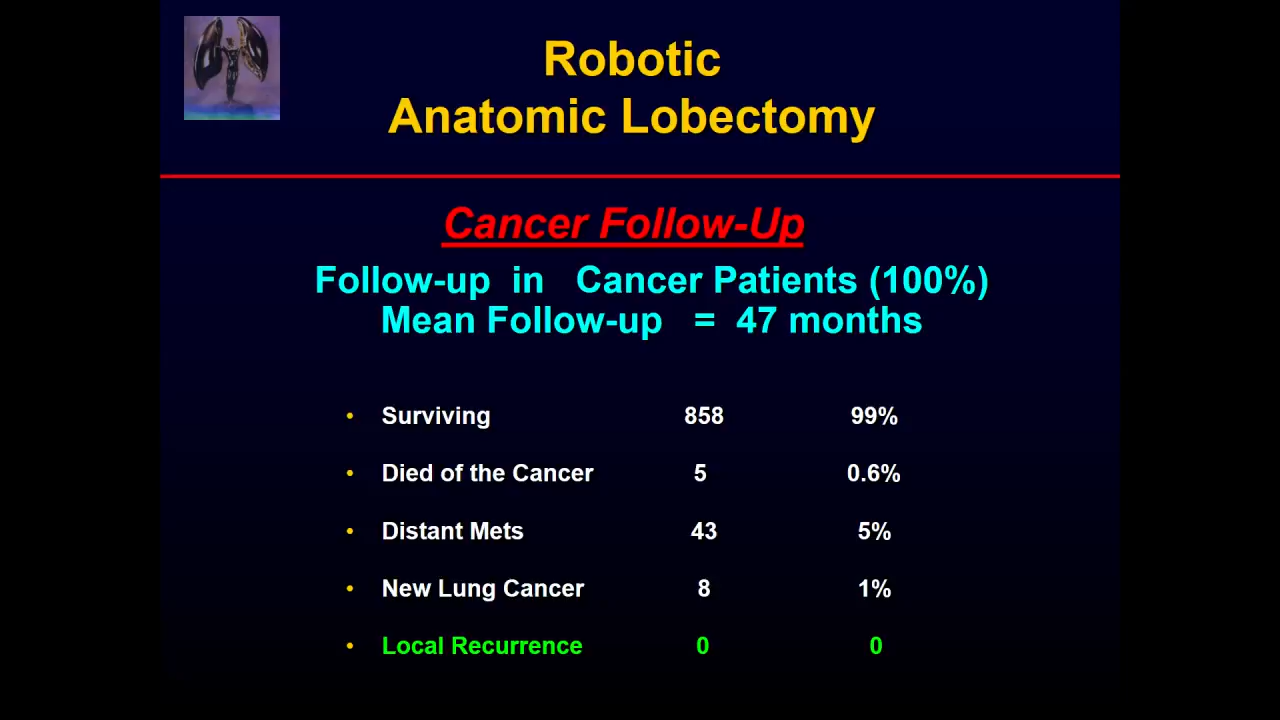 Robotic
Anatomic Lobectomy
Cancer Follow-Up
Follow-up in Cancer Patients (100%)
Mean Follow-up = 47 months
• Surviving 858 99%
• Died of the Cancer 5 0.6%
• Distant Mets 43 5%
• New Lung Cancer 8 1%
• Local Recurrence 0 0